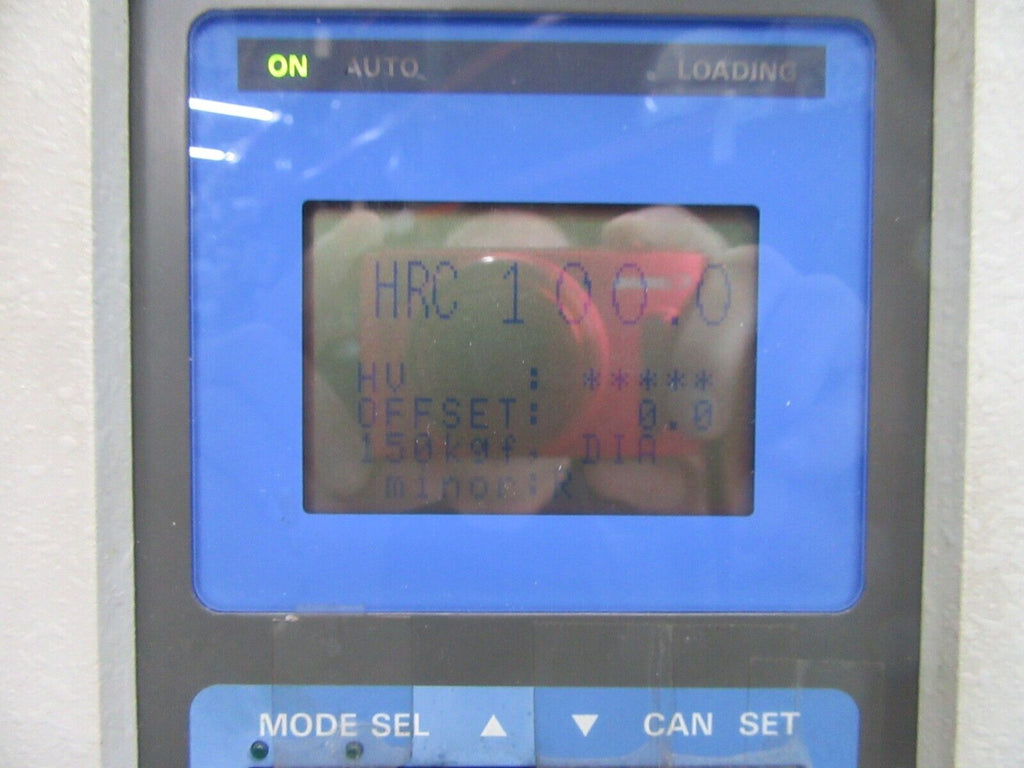 ON AUTO LOADING
HRC 100.0
HV : *****
OFFSET: 0.0
150kgf, DIA
minor:R
MODE SEL ▲ ▼ CAN SET